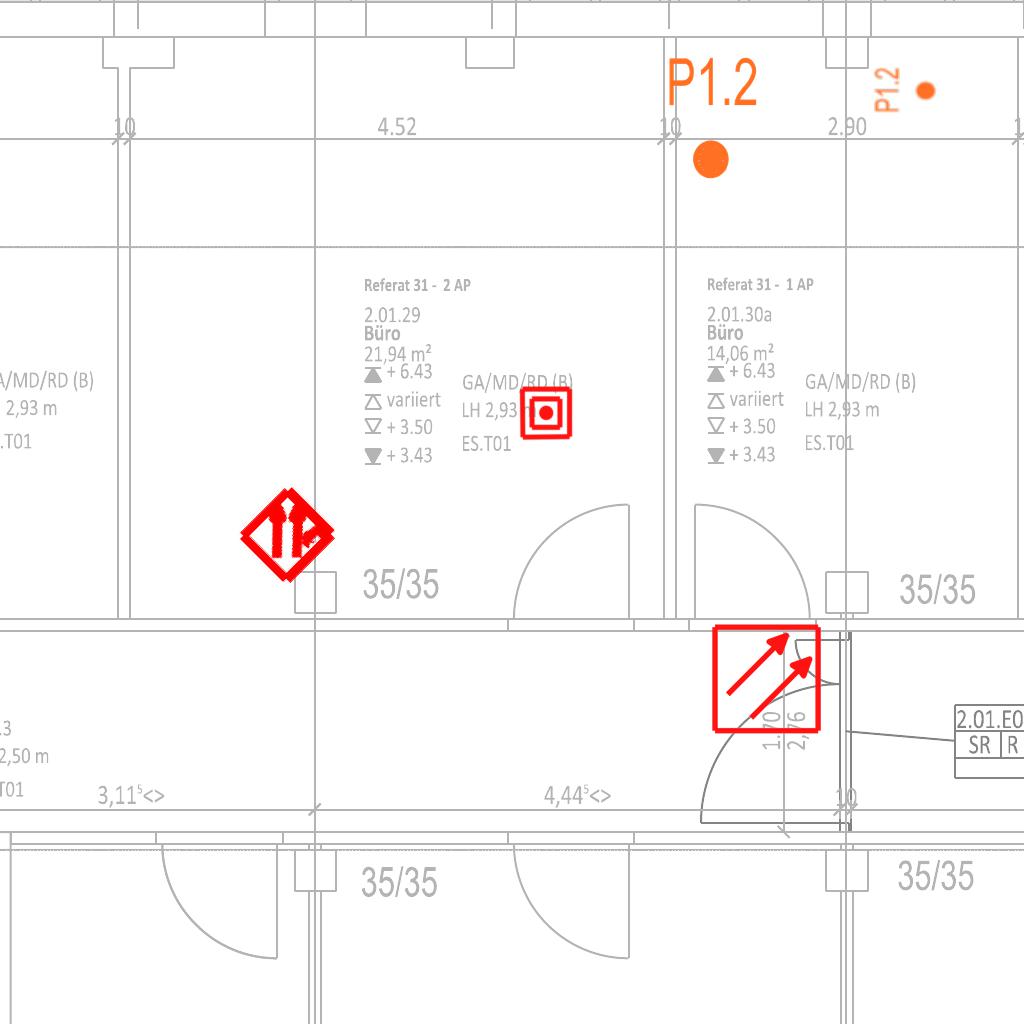 P1.2
P1.2
10
4.52
10
2.90
Referat 31 - 2 AP
2.01.29
Büro
21,94 m²
+ 6.43
variiert
+ 3.50
+ 3.43
GA/MD/RD (B)
LH 2,93
ES.T01
Referat 31 - 1 AP
2.01.30a
Büro
14,06 m²
+ 6.43
variiert
+ 3.50
+ 3.43
GA/MD/RD (B)
LH 2,93 m
ES.T01
A/MD/RD (B)
2,93 m
.T01
35/35
35/35
1.70
2,76
2.01.E0
SR R
.3
2,50 m
T01
3,11⁵<>
4,44⁵<>
10
35/35
35/35